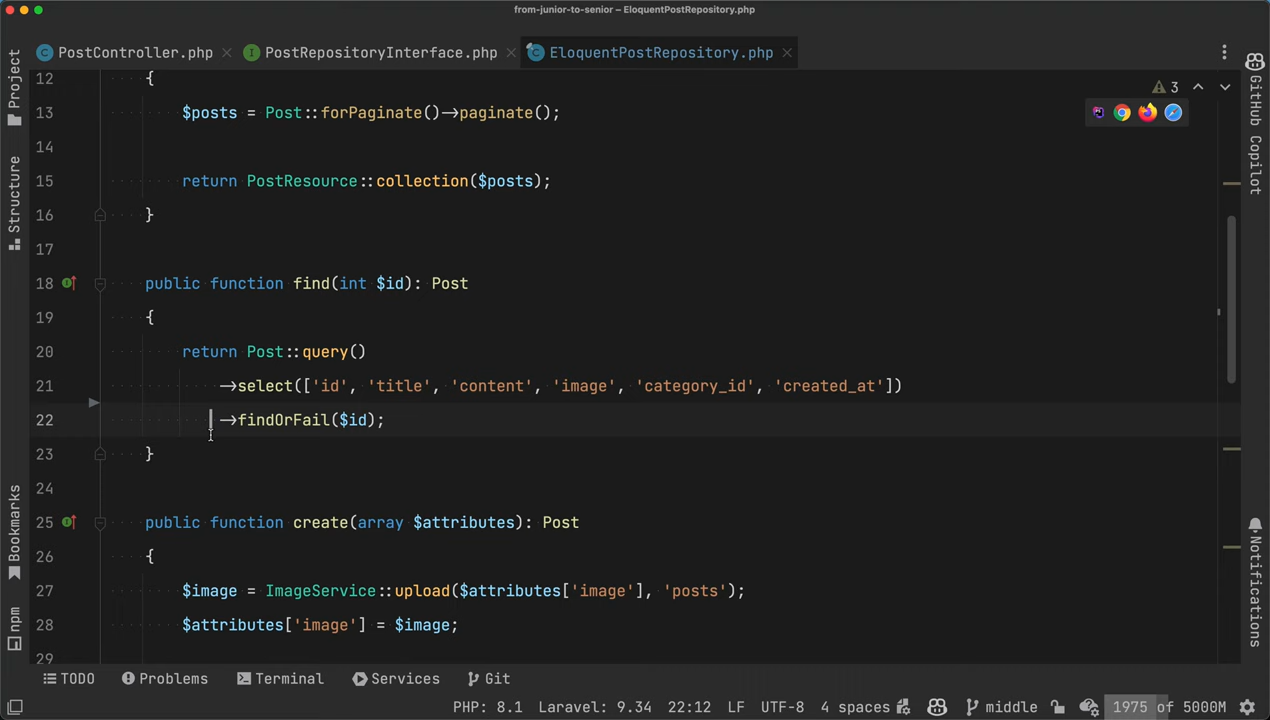 from-junior-to-senior – EloquentPostRepository.php
PostController.php
PostRepositoryInterface.php
EloquentPostRepository.php
Project
Structure
Bookmarks
npm
3
12 {
13 $posts = Post::forPaginate()->paginate();
14
15 return PostResource::collection($posts);
16 }
17
18 public function find(int $id): Post
19 {
20 return Post::query()
21 ->select(['id', 'title', 'content', 'image', 'category_id', 'created_at'])
22 ->findOrFail($id);
23 }
24
25 public function create(array $attributes): Post
26 {
27 $image = ImageService::upload($attributes['image'], 'posts');
28 $attributes['image'] = $image;
29
GitHub Copilot
Notifications
TODO Problems Terminal Services Git
PHP: 8.1 Laravel: 9.34 22:12 LF UTF-8 4 spaces middle 1975 of 5000M